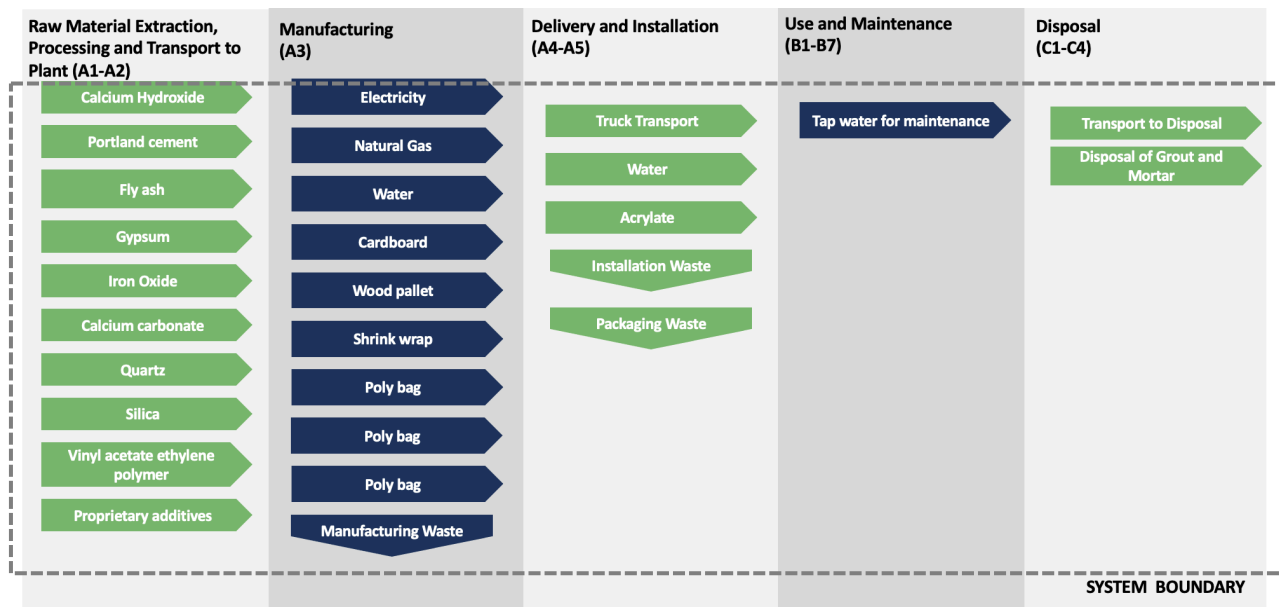 Raw Material Extraction,
Processing and Transport to
Plant (A1-A2)
Calcium Hydroxide
Portland cement
Fly ash
Gypsum
Iron Oxide
Calcium carbonate
Quartz
Silica
Vinyl acetate ethylene
polymer
Proprietary additives
Manufacturing
(A3)
Electricity
Natural Gas
Water
Cardboard
Wood pallet
Shrink wrap
Poly bag
Poly bag
Poly bag
Manufacturing Waste
Delivery and Installation
(A4-A5)
Truck Transport
Water
Acrylate
Installation Waste
Packaging Waste
Use and Maintenance
(B1-B7)
Tap water for maintenance
Disposal
(C1-C4)
Transport to Disposal
Disposal of Grout and
Mortar
SYSTEM BOUNDARY